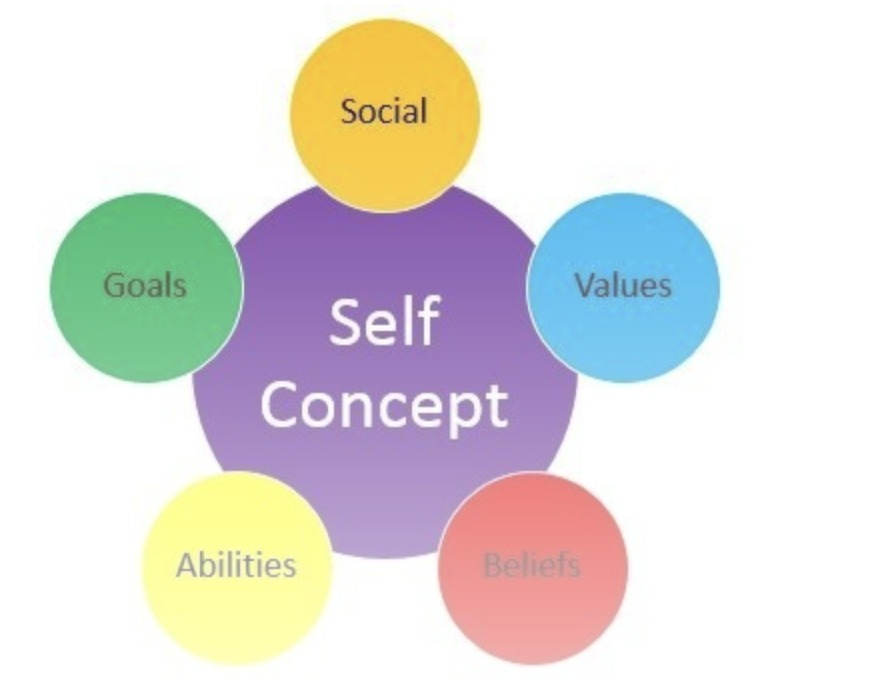 Social
Goals
Values
Self
Concept
Abilities
Beliefs